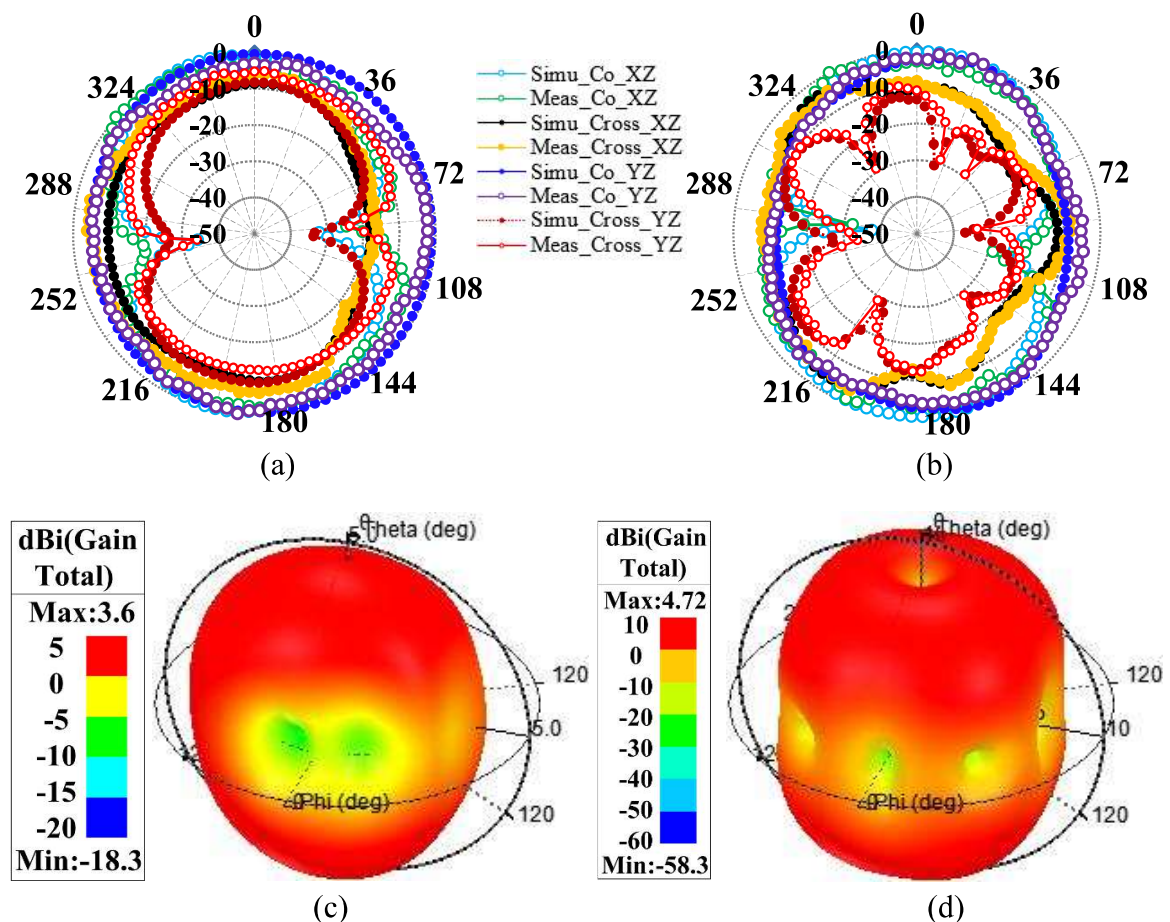 0
0
36
-10
324
-20
-30
72
288
-40
-50
108
252
144
216
180
(a)
Simu_Co_XZ
Meas_Co_XZ
Simu_Cross_XZ
Meas_Cross_XZ
Simu_Co_YZ
Meas_Co_YZ
Simu_Cross_YZ
Meas_Cross_YZ
0
0
36
-10
324
-20
-30
72
288
-40
-50
108
252
144
216
180
(b)
dBi(Gain
Total)
Max:3.6
5
0
-5
-10
-15
-20
Min:-18.3
Theta (deg)
120
5.0
Phi (deg)
120
(c)
dBi(Gain
Total)
Max:4.72
10
0
-10
-20
-30
-40
-50
-60
Min:-58.3
Theta (deg)
120
10
Phi (deg)
120
(d)